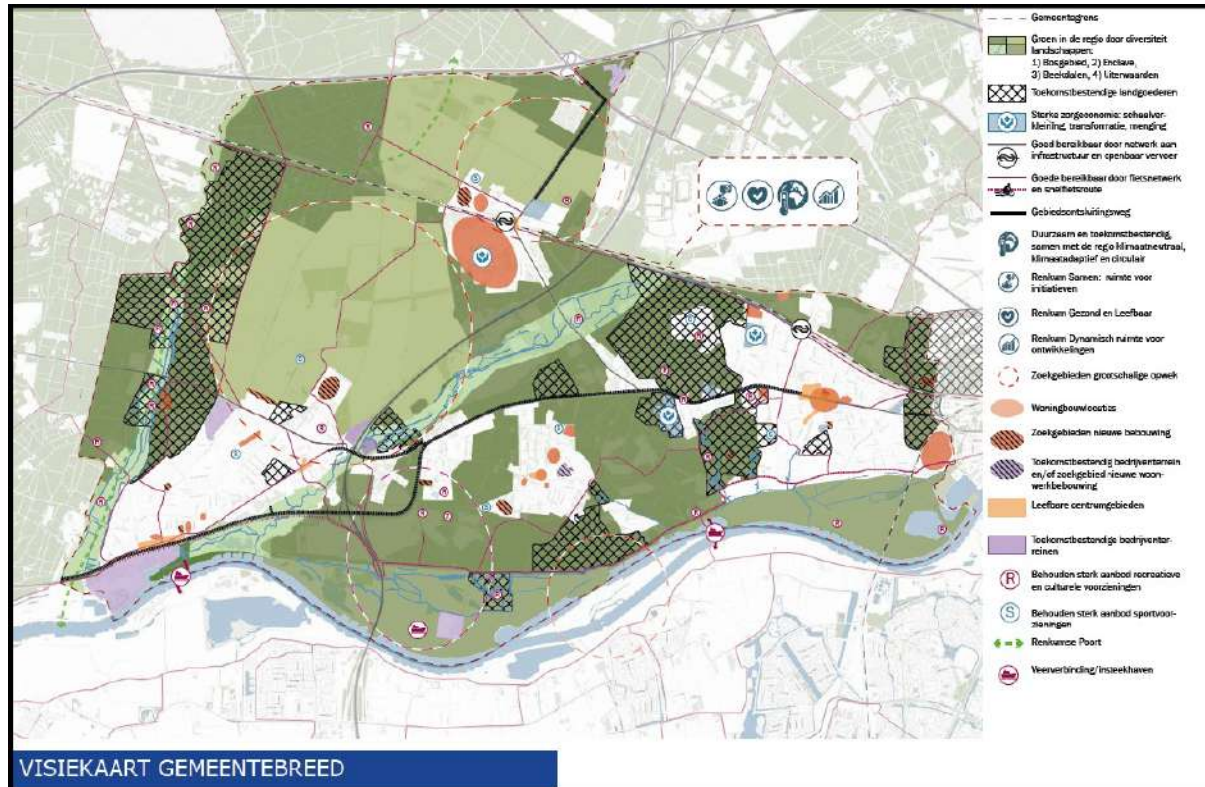 Gemeentegrens
Groen in de regio door diversiteit
landschappen:
1) Bosgebied, 2) Enclave,
3) Beekdalen, 4) Uiterwaarden
Toekomstbestendige landgoederen
Sterke zorgeconomie: schaalver-
kleining, transformatie, menging
Goed bereikbaar door netwerk aan
infrastructuur en openbaar vervoer
Goede bereikbaar door fietsnetwerk
en snelfietsroute
Gebiedsontsluitingsweg
Duurzaam en toekomstbestendig,
samen met de regio klimaatneutraal,
klimaatadaptief en circulair
Renkum Samen: ruimte voor
initiatieven
Renkum Gezond en Leefbaar
Renkum Dynamisch ruimte voor
ontwikkelingen
Zoekgebieden grootschalige opwek
Woningbouwlocaties
Zoekgebieden nieuwe bebouwing
Toekomstbestendig bedrijventerrein
en/of zoekgebied nieuwe woon-
werkbebouwing
Leefbare centrumgebieden
Toekomstbestendige bedrijventer-
reinen
R
Behouden sterk aanbod recreatieve
en culturele voorzieningen
S
Behouden sterk aanbod sportvoor-
zieningen
Renkumse Poort
Veerverbinding/insteekhaven
VISIEKAART GEMEENTEBREED